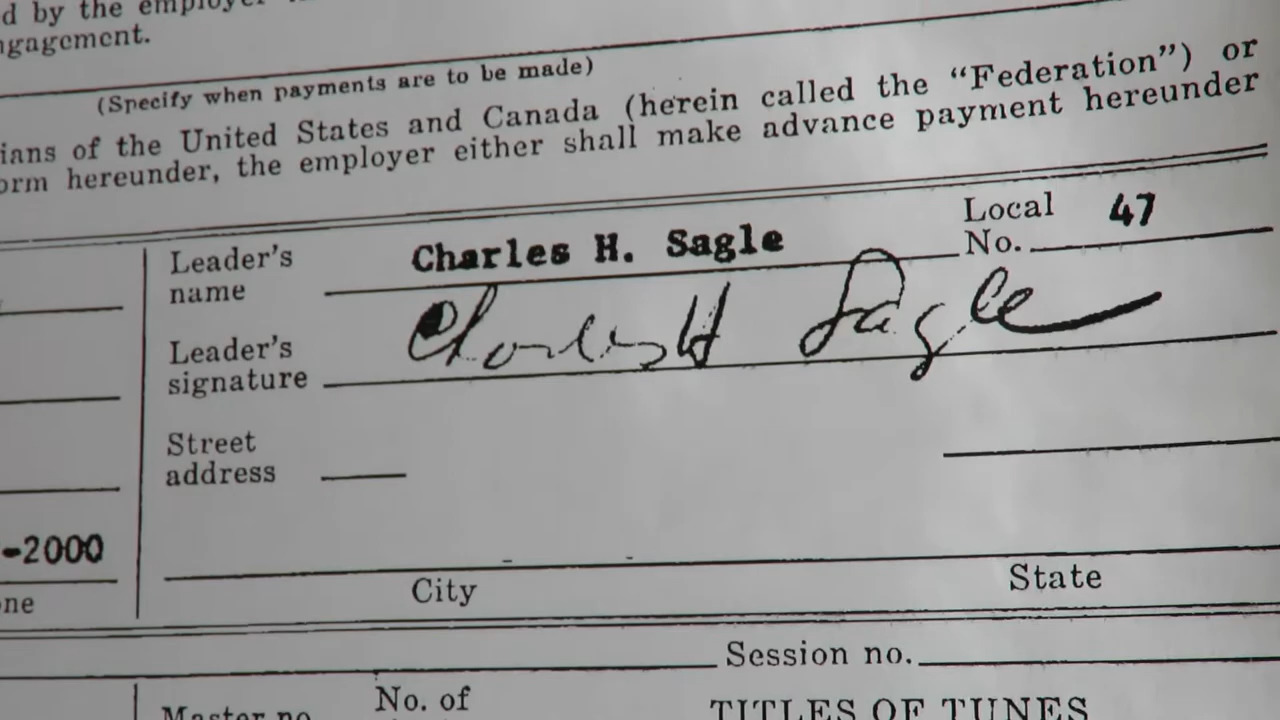 d by the employer
ngagement.
(Specify when payments are to be made)
ians of the United States and Canada (herein called the “Federation”) or
orm hereunder, the employer either shall make advance payment hereunder
Leader's name Charles H. Sagle Local No. 47
Leader's signature Charles H Sagle
Street address
-2000
City State
ne
Session no.
Master no. No. of TITLES OF TUNES